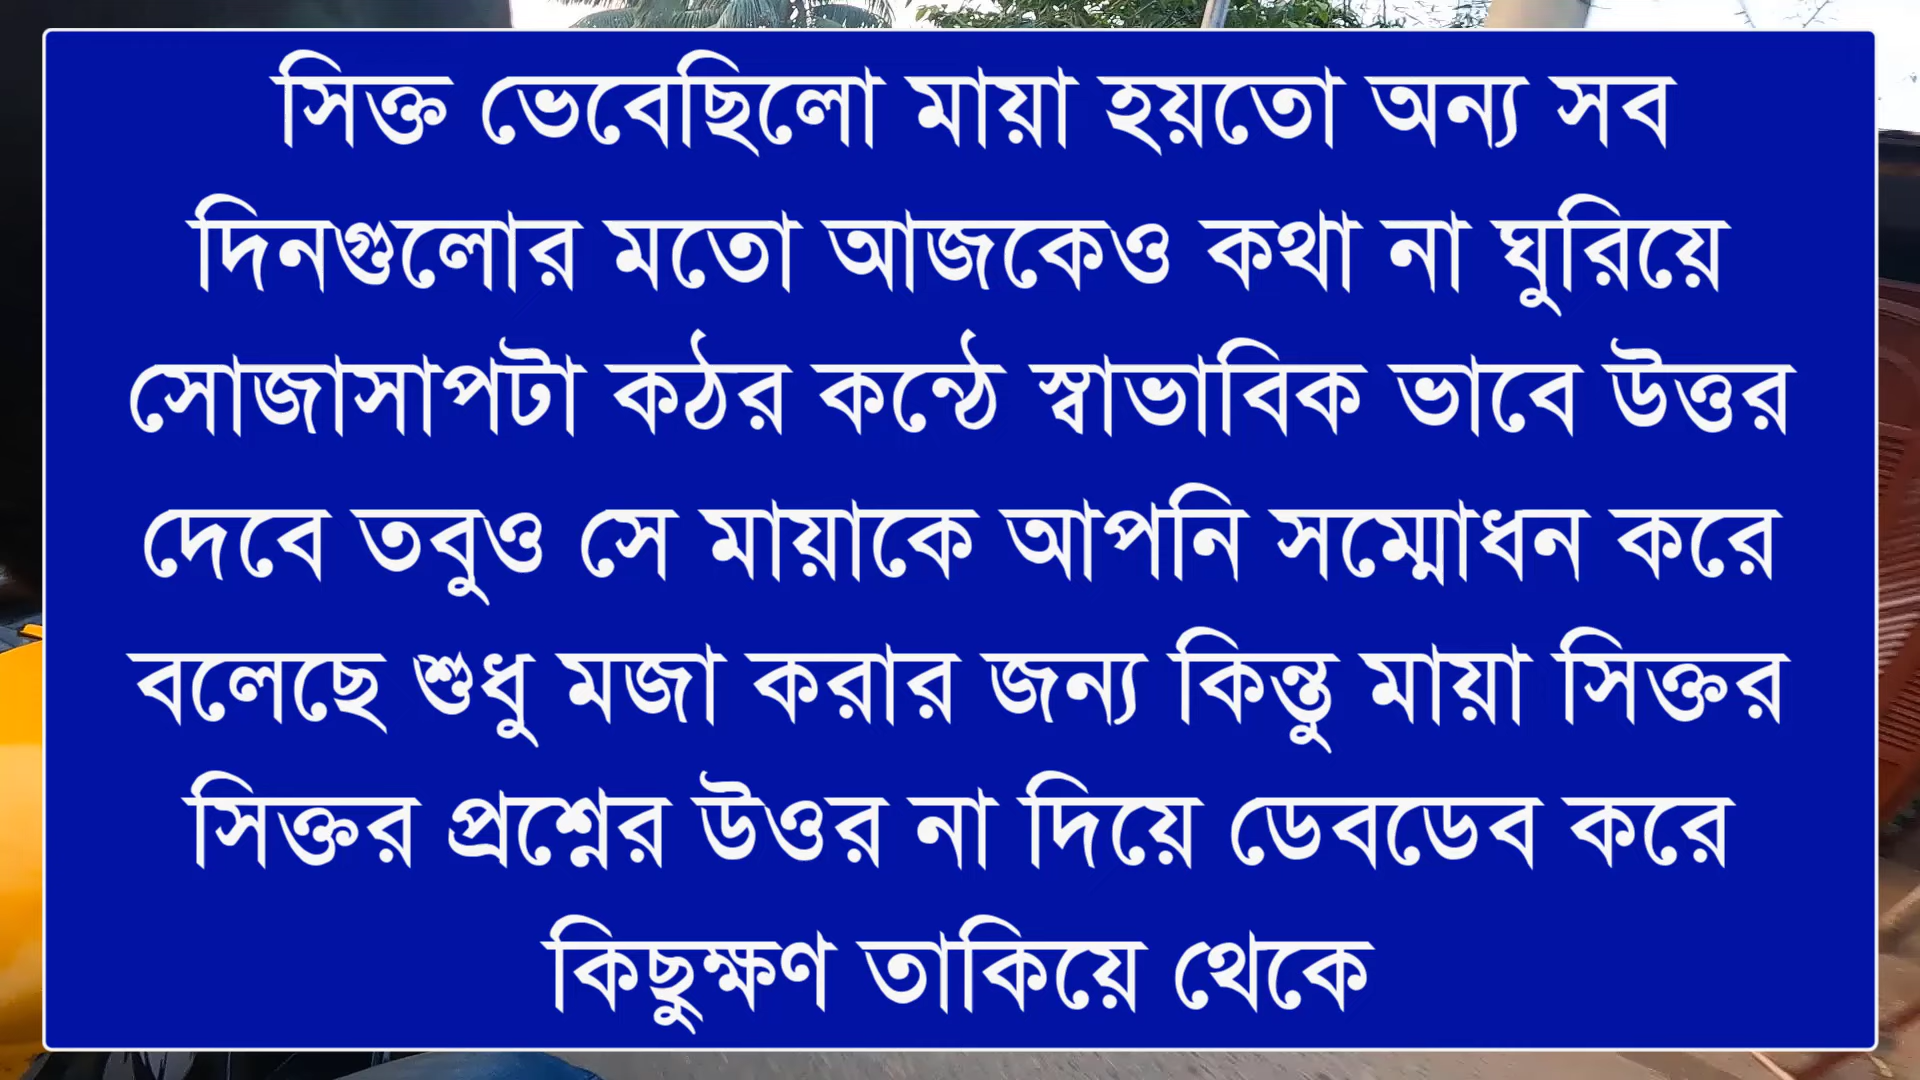 সিক্ত ভেবেছিলো মায়া হয়তো অন্য সব
দিনগুলোর মতো আজকেও কথা না ঘুরিয়ে
সোজাসাপটা কঠর কন্ঠে স্বাভাবিক ভাবে উত্তর
দেবে তবুও সে মায়াকে আপনি সম্মোধন করে
বলেছে শুধু মজা করার জন্য কিন্তু মায়া সিক্তর
সিক্তর প্রশ্নের উওর না দিয়ে ডেবডেব করে
কিছুক্ষণ তাকিয়ে থেকে